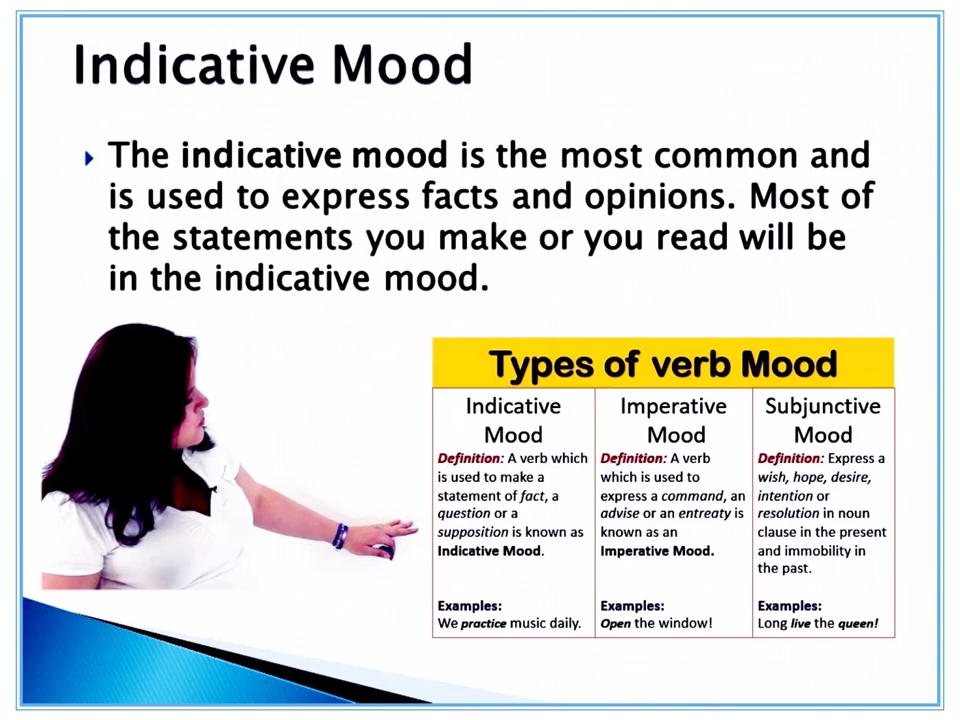 Indicative Mood
The indicative mood is the most common and
is used to express facts and opinions. Most of
the statements you make or you read will be
in the indicative mood.
Types of verb Mood
Indicative
Mood
Definition: A verb which
is used to make a
statement of fact, a
question or a
supposition is known as
Indicative Mood.
Examples:
We practice music daily.
Imperative
Mood
Definition: A verb
which is used to
express a command, an
advise or an entreaty is
known as an
Imperative Mood.
Examples:
Open the window!
Subjunctive
Mood
Definition: Express a
wish, hope, desire,
intention or
resolution in noun
clause in the present
and immobility in
the past.
Examples:
Long live the queen!